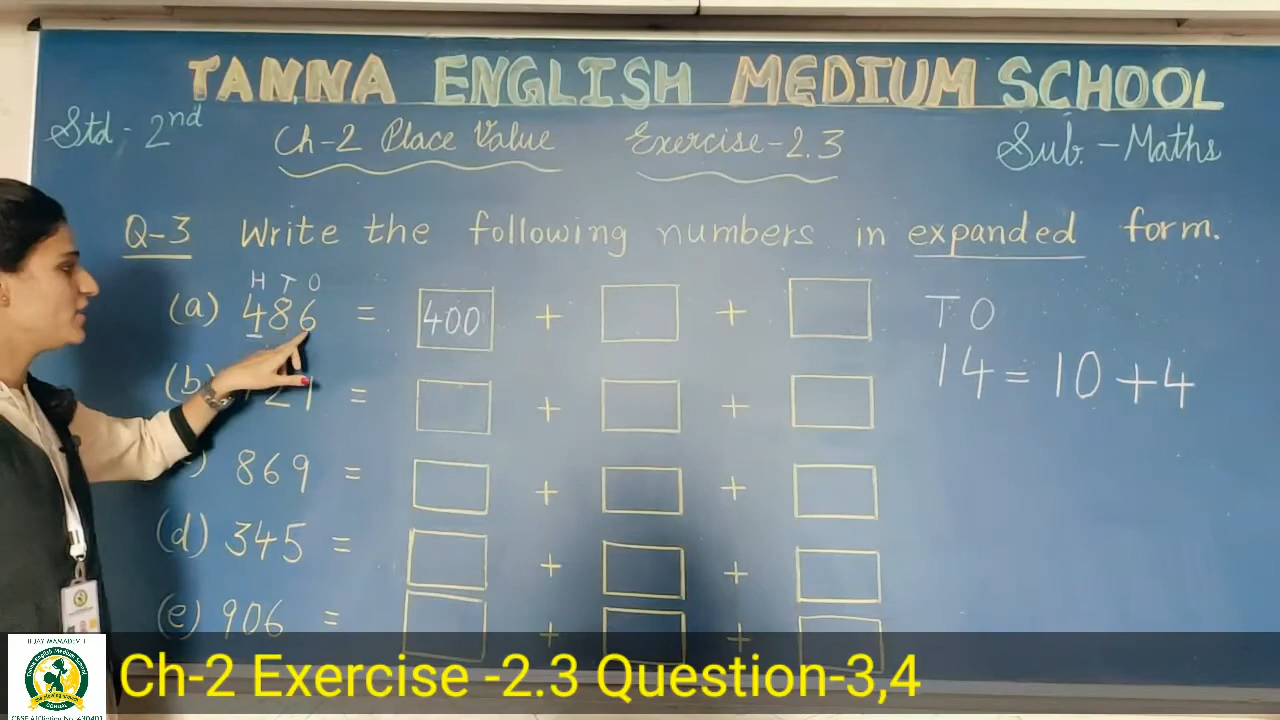 TANNA ENGLISH MEDIUM SCHOOL
Std - 2nd Ch-2 Place Value Exercise-2.3 Sub. - Maths
Q-3 Write the following numbers in expanded form.
H T O
(a) 486 = 400 + +
T O
14 = 10 + 4
(b) 21 = + +
) 869 = + +
(d) 345 = + +
(e) 906 = + +
Ch-2 Exercise -2.3 Question-3,4